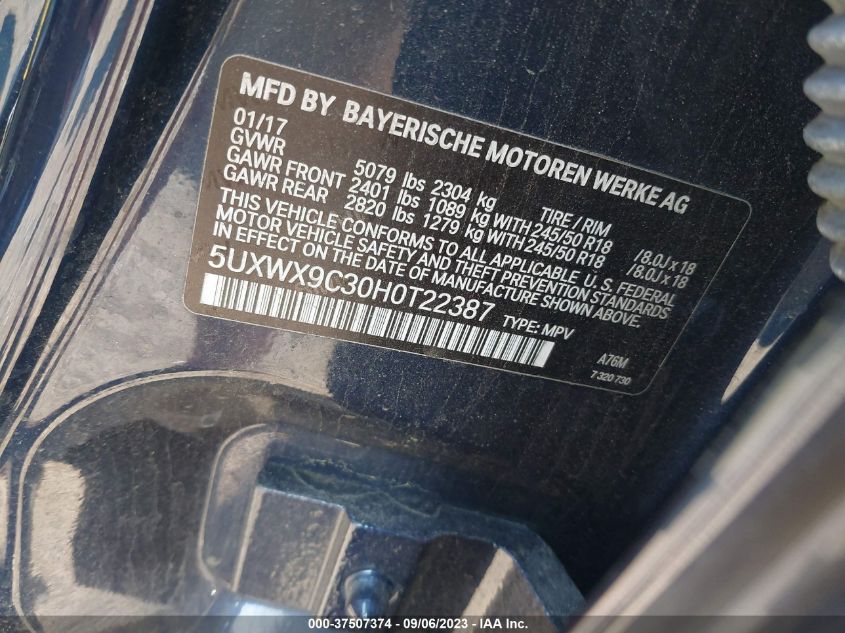 MFD BY BAYERISCHE MOTOREN WERKE AG
01/17
GVWR 5079 lbs 2304 kg TIRE / RIM
GAWR FRONT 2401 lbs 1089 kg WITH 245/50 R18 /8.0J x 18
GAWR REAR 2820 lbs 1279 kg WITH 245/50 R18 /8.0J x 18
THIS VEHICLE CONFORMS TO ALL APPLICABLE U. S. FEDERAL
MOTOR VEHICLE SAFETY AND THEFT PREVENTION STANDARDS
IN EFFECT ON THE DATE OF MANUFACTURE SHOWN ABOVE.
5UXWX9C30H0T22387 TYPE: MPV
A76M
7 320 730
000-37507374 - 09/06/2023 - IAA Inc.